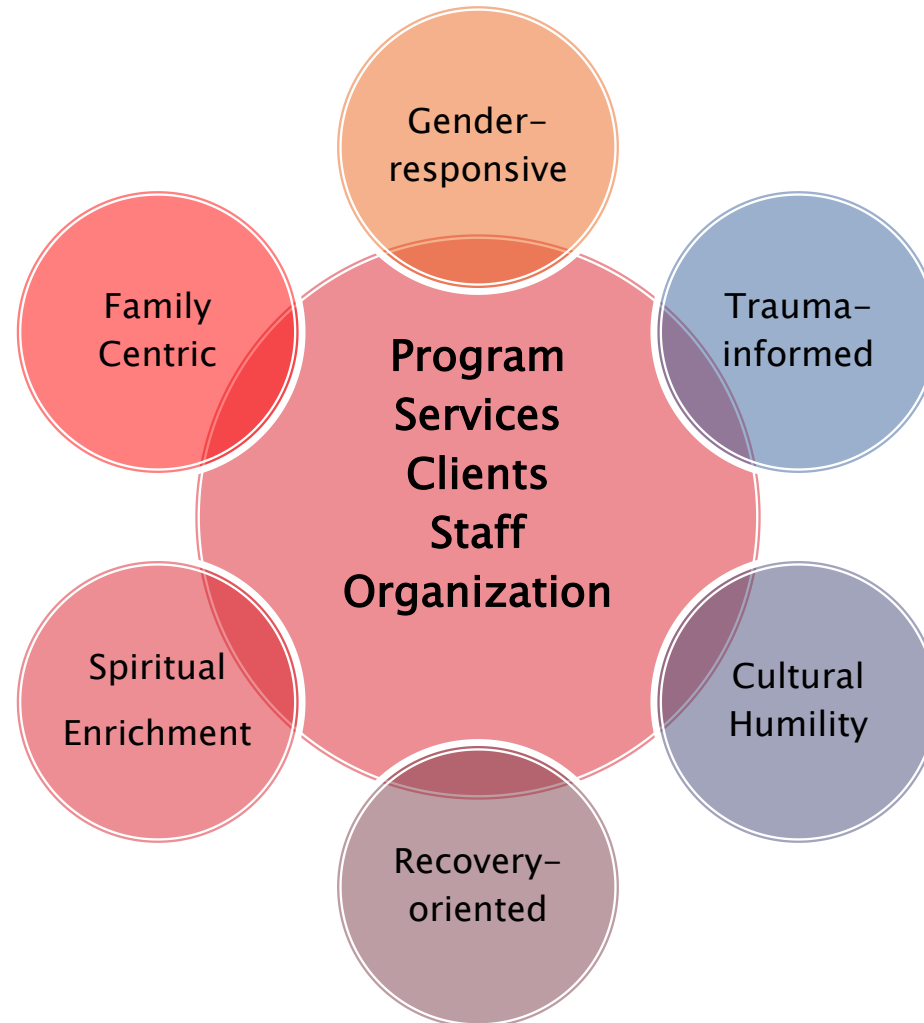 Gender-
responsive
Family
Centric
Trauma-
informed
Program
Services
Clients
Staff
Organization
Spiritual
Enrichment
Cultural
Humility
Recovery-
oriented